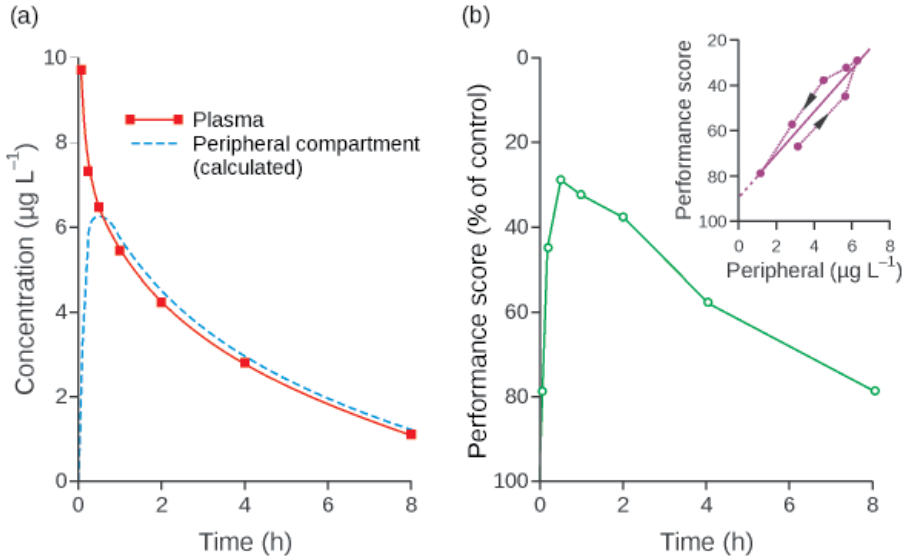 (a)
10
8
6
4
2
0
Concentration (µg L⁻¹)
Plasma
Peripheral compartment
(calculated)
0
2
4
6
8
Time (h)
(b)
0
20
40
60
80
100
Performance score (% of control)
0
2
4
6
8
Time (h)
20
40
60
80
100
Performance score
0
2
4
6
8
Peripheral (µg L⁻¹)